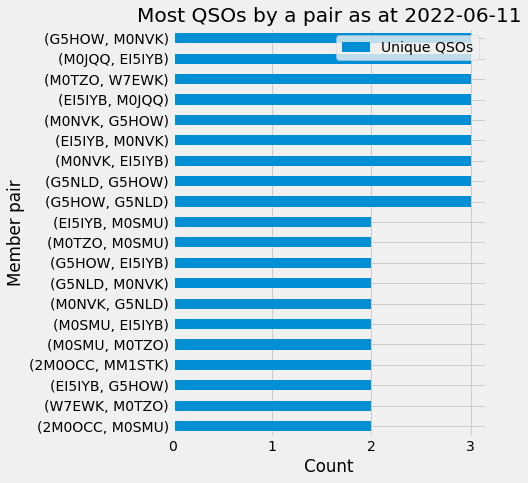 Most QSOs by a pair as at 2022-06-11
Unique QSOs
Member pair
(G5HOW, M0NVK)
(M0JQQ, EI5IYB)
(M0TZO, W7EWK)
(EI5IYB, M0JQQ)
(M0NVK, G5HOW)
(EI5IYB, M0NVK)
(M0NVK, EI5IYB)
(G5NLD, G5HOW)
(G5HOW, G5NLD)
(EI5IYB, M0SMU)
(M0TZO, M0SMU)
(G5HOW, EI5IYB)
(G5NLD, M0NVK)
(M0NVK, G5NLD)
(M0SMU, EI5IYB)
(M0SMU, M0TZO)
(2M0OCC, MM1STK)
(EI5IYB, G5HOW)
(W7EWK, M0TZO)
(2M0OCC, M0SMU)
0 1 2 3
Count